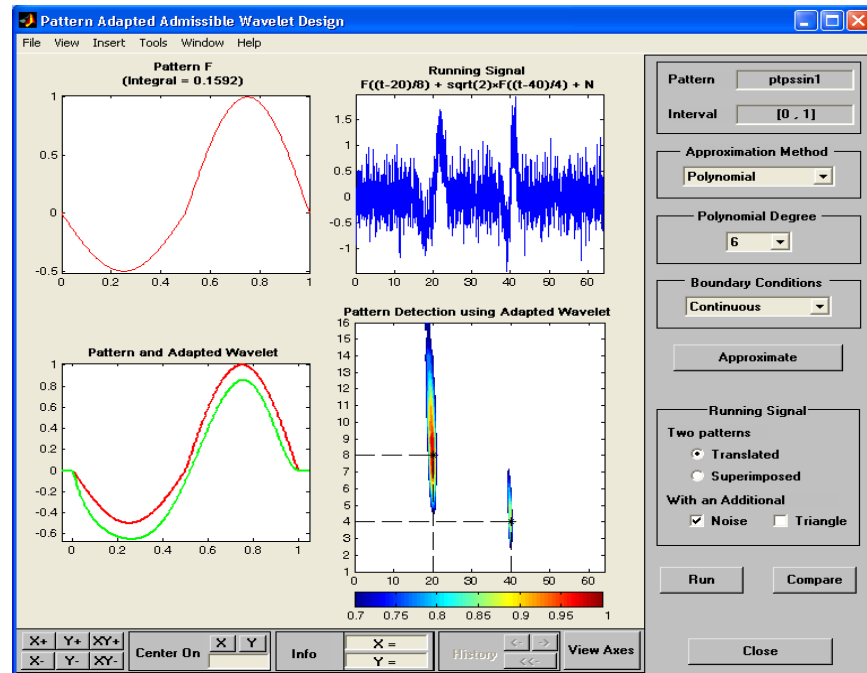 Pattern Adapted Admissible Wavelet Design
File View Insert Tools Window Help
Pattern F
(Integral = 0.1592)
1
0.5
0
-0.5
0 0.2 0.4 0.6 0.8 1
Running Signal
F((t-20)/8) + sqrt(2)×F((t-40)/4) + N
1.5
1
0.5
0
-0.5
-1
0 10 20 30 40 50 60
Pattern and Adapted Wavelet
1
0.8
0.6
0.4
0.2
0
-0.2
-0.4
-0.6
0 0.2 0.4 0.6 0.8 1
Pattern Detection using Adapted Wavelet
16
15
14
13
12
11
10
9
8
7
6
5
4
3
2
1
0 10 20 30 40 50 60
0.7 0.75 0.8 0.85 0.9 0.95 1
Pattern ptpssin1
Interval [0 , 1]
Approximation Method
Polynomial
Polynomial Degree
6
Boundary Conditions
Continuous
Approximate
Running Signal
Two patterns
Translated
Superimposed
With an Additional
Noise Triangle
Run Compare
Close
X+ Y+ XY+
X- Y- XY-
Center On X Y
Info X =
Y =
History <- ->
<<-
View Axes